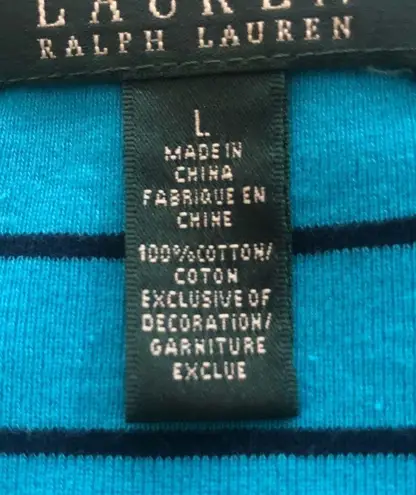 LAUREN
RALPH LAUREN
L
MADE IN
CHINA
FABRIQUE EN
CHINE
100%COTTON/
COTON
EXCLUSIVE OF
DECORATION/
GARNITURE
EXCLUE